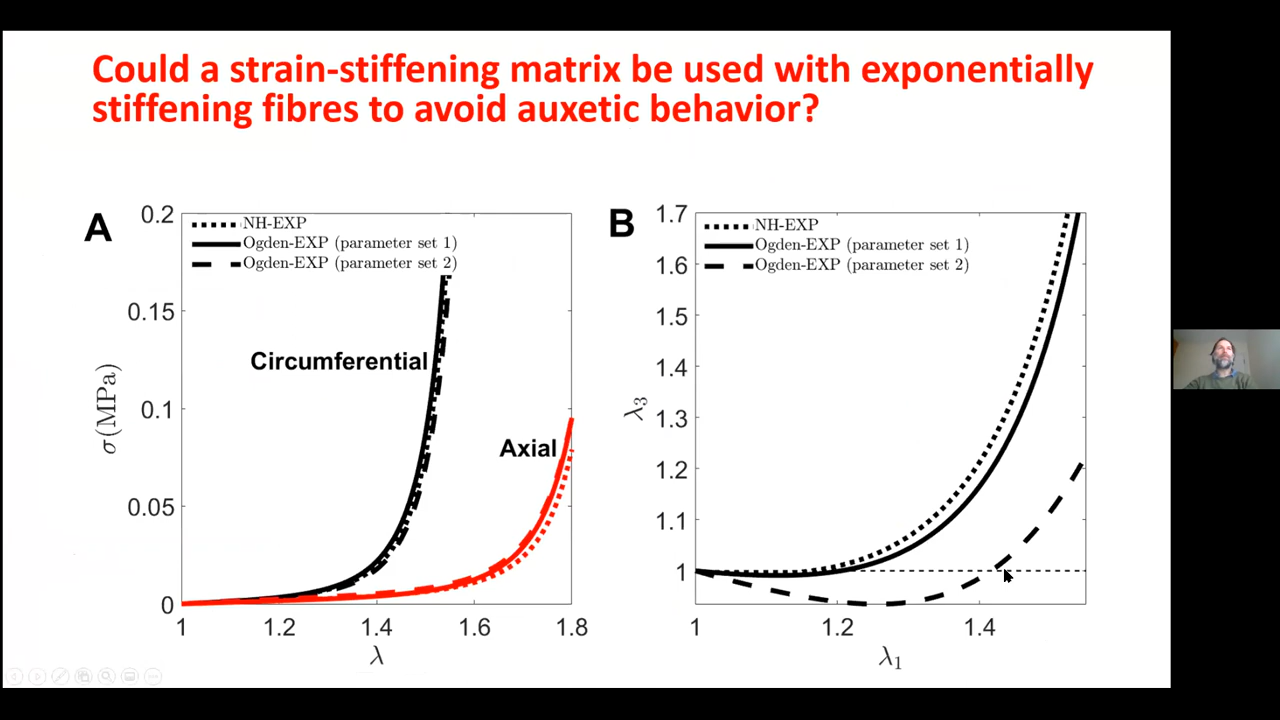 Could a strain-stiffening matrix be used with exponentially
stiffening fibres to avoid auxetic behavior?
A
NH-EXP
Ogden-EXP (parameter set 1)
Ogden-EXP (parameter set 2)
0.2
0.15
0.1
0.05
0
σ(MPa)
Circumferential
Axial
1 1.2 1.4 1.6 1.8
λ
B
NH-EXP
Ogden-EXP (parameter set 1)
Ogden-EXP (parameter set 2)
1.7
1.6
1.5
1.4
1.3
1.2
1.1
1
λ₃
1 1.2 1.4
λ₁